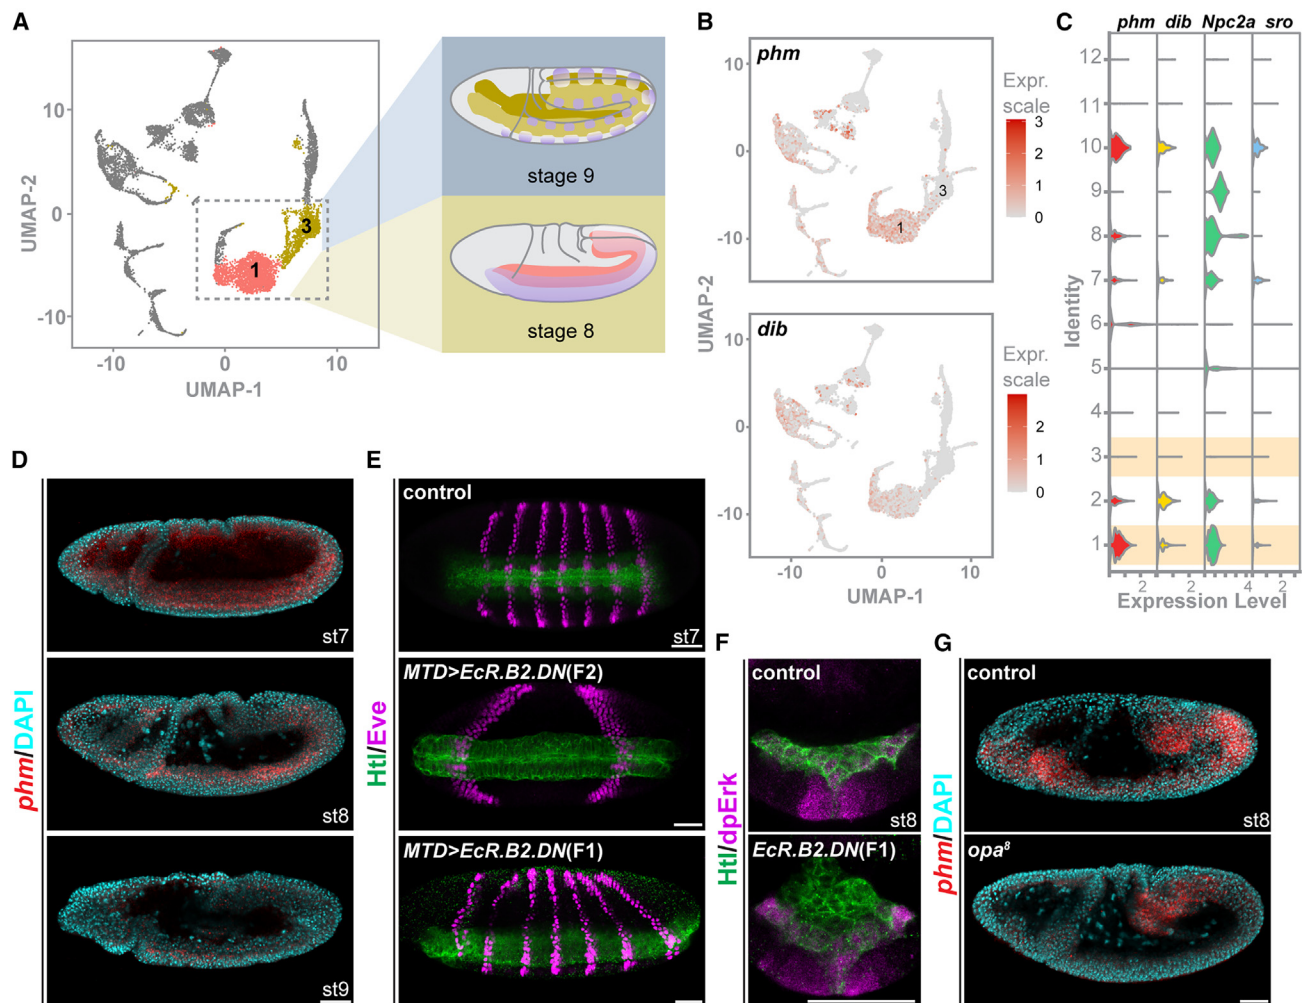 A
UMAP-2
10
0
-10
-10
0
10
UMAP-1
1
3
stage 9
stage 8
B
phm
10
0
-10
3
1
Expr.
scale
3
2
1
0
UMAP-2
dib
10
0
-10
-10
0
10
UMAP-1
Expr.
scale
2
1
0
C
phm dib Npc2a sro
Identity
12
11
10
9
8
7
6
5
4
3
2
1
2 2 4 2
Expression Level
D
phm/DAPI
st7
st8
st9
E
Htl/Eve
control
st7
MTD>EcR.B2.DN(F2)
MTD>EcR.B2.DN(F1)
F
Htl/dpErk
control
st8
EcR.B2.DN(F1)
G
phm/DAPI
control
st8
opa⁸